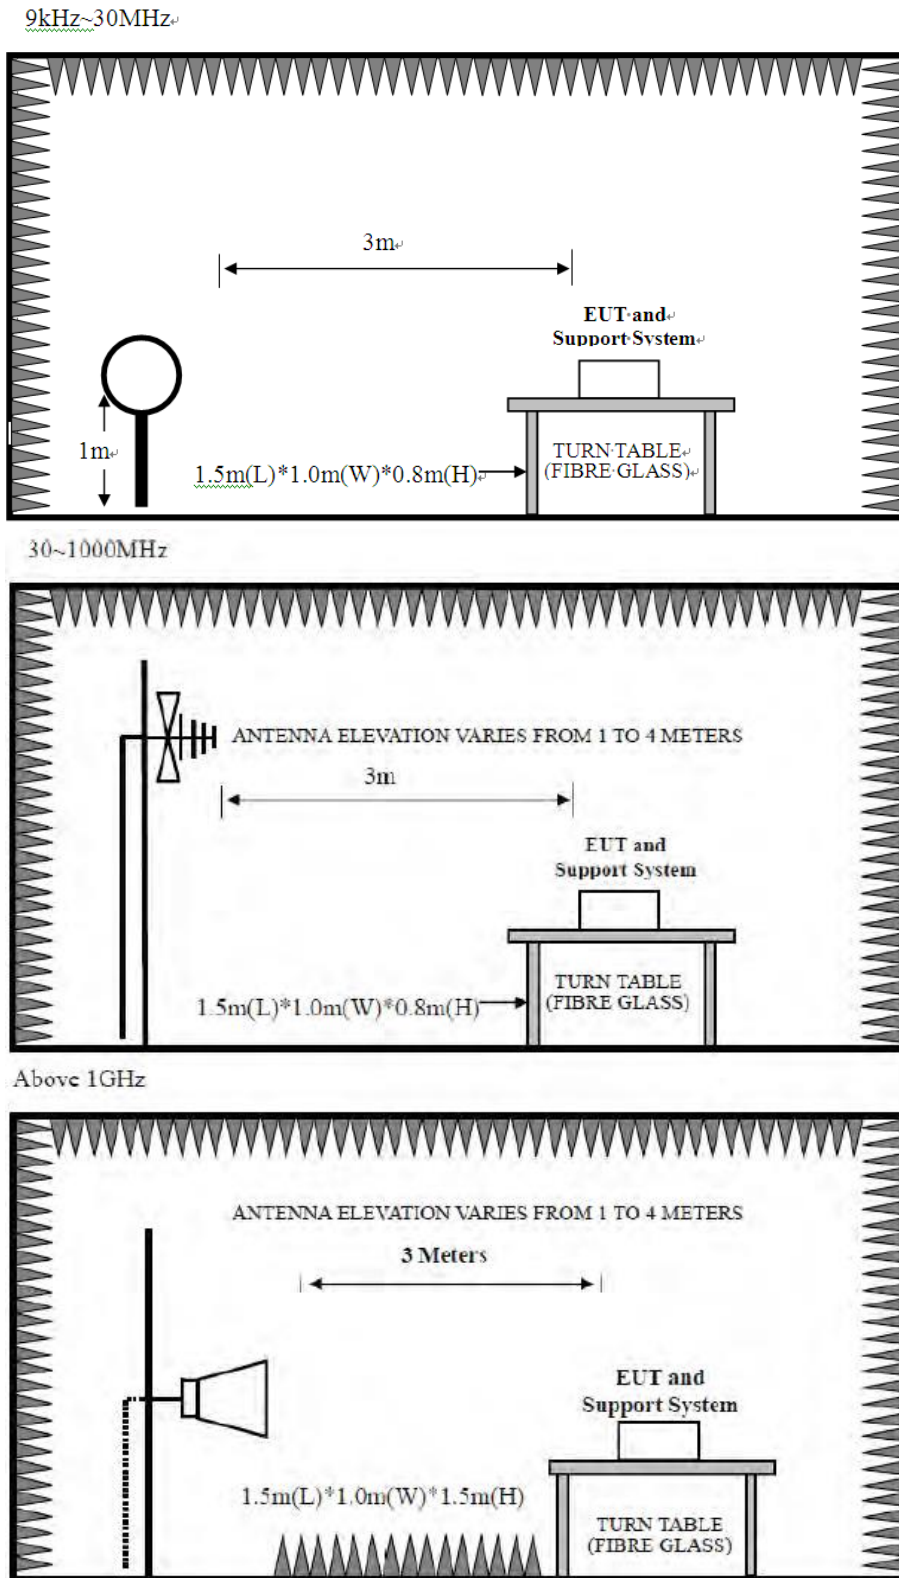 9kHz~30MHz
3m
EUT and
Support System
1m
TURN TABLE
(FIBRE GLASS)
1.5m(L)*1.0m(W)*0.8m(H)
30~1000MHz
ANTENNA ELEVATION VARIES FROM 1 TO 4 METERS
3m
EUT and
Support System
TURN TABLE
(FIBRE GLASS)
1.5m(L)*1.0m(W)*0.8m(H)
Above 1GHz
ANTENNA ELEVATION VARIES FROM 1 TO 4 METERS
3 Meters
EUT and
Support System
1.5m(L)*1.0m(W)*1.5m(H)
TURN TABLE
(FIBRE GLASS)